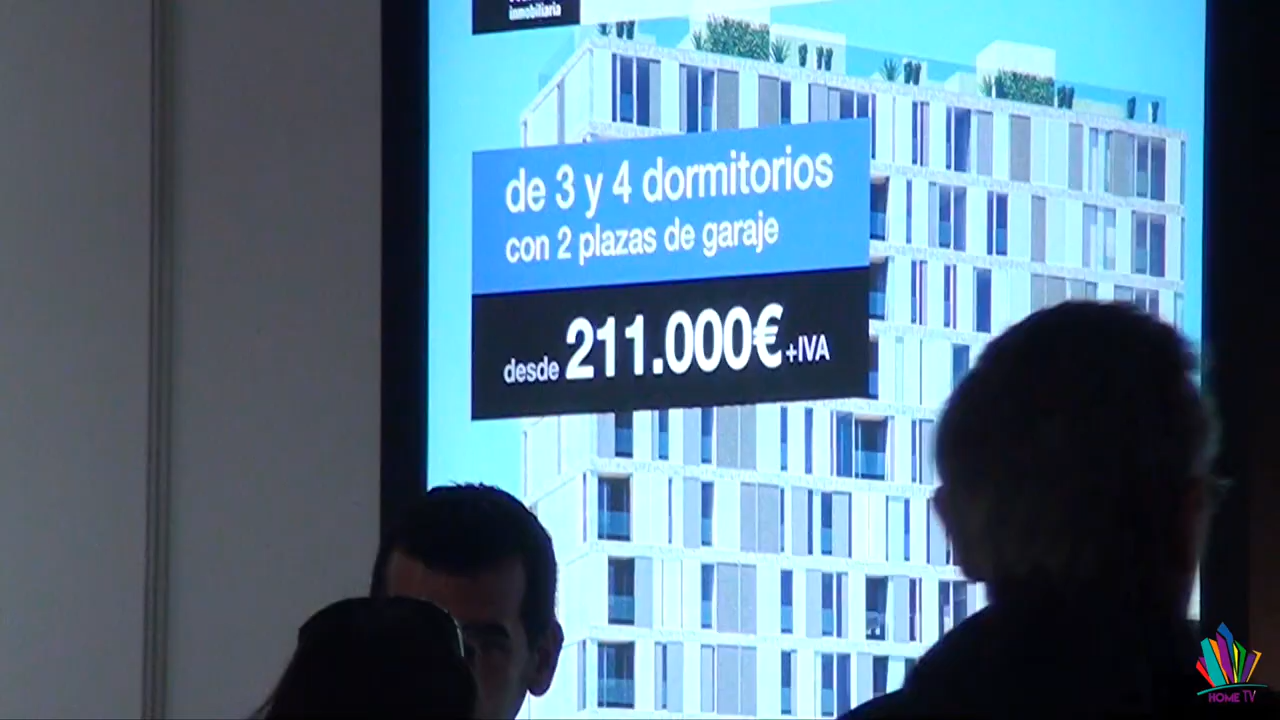 inmobiliaria
de 3 y 4 dormitorios
con 2 plazas de garaje
desde 211.000€ +IVA
HOME TV